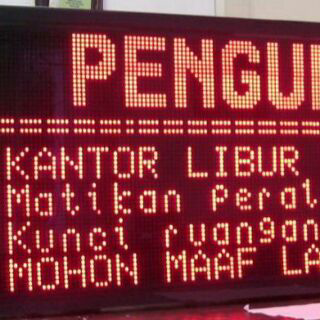 PENGU
KANTOR LIBUR
Matikan Peral
Kunci ruangan
MOHON MAAF LA